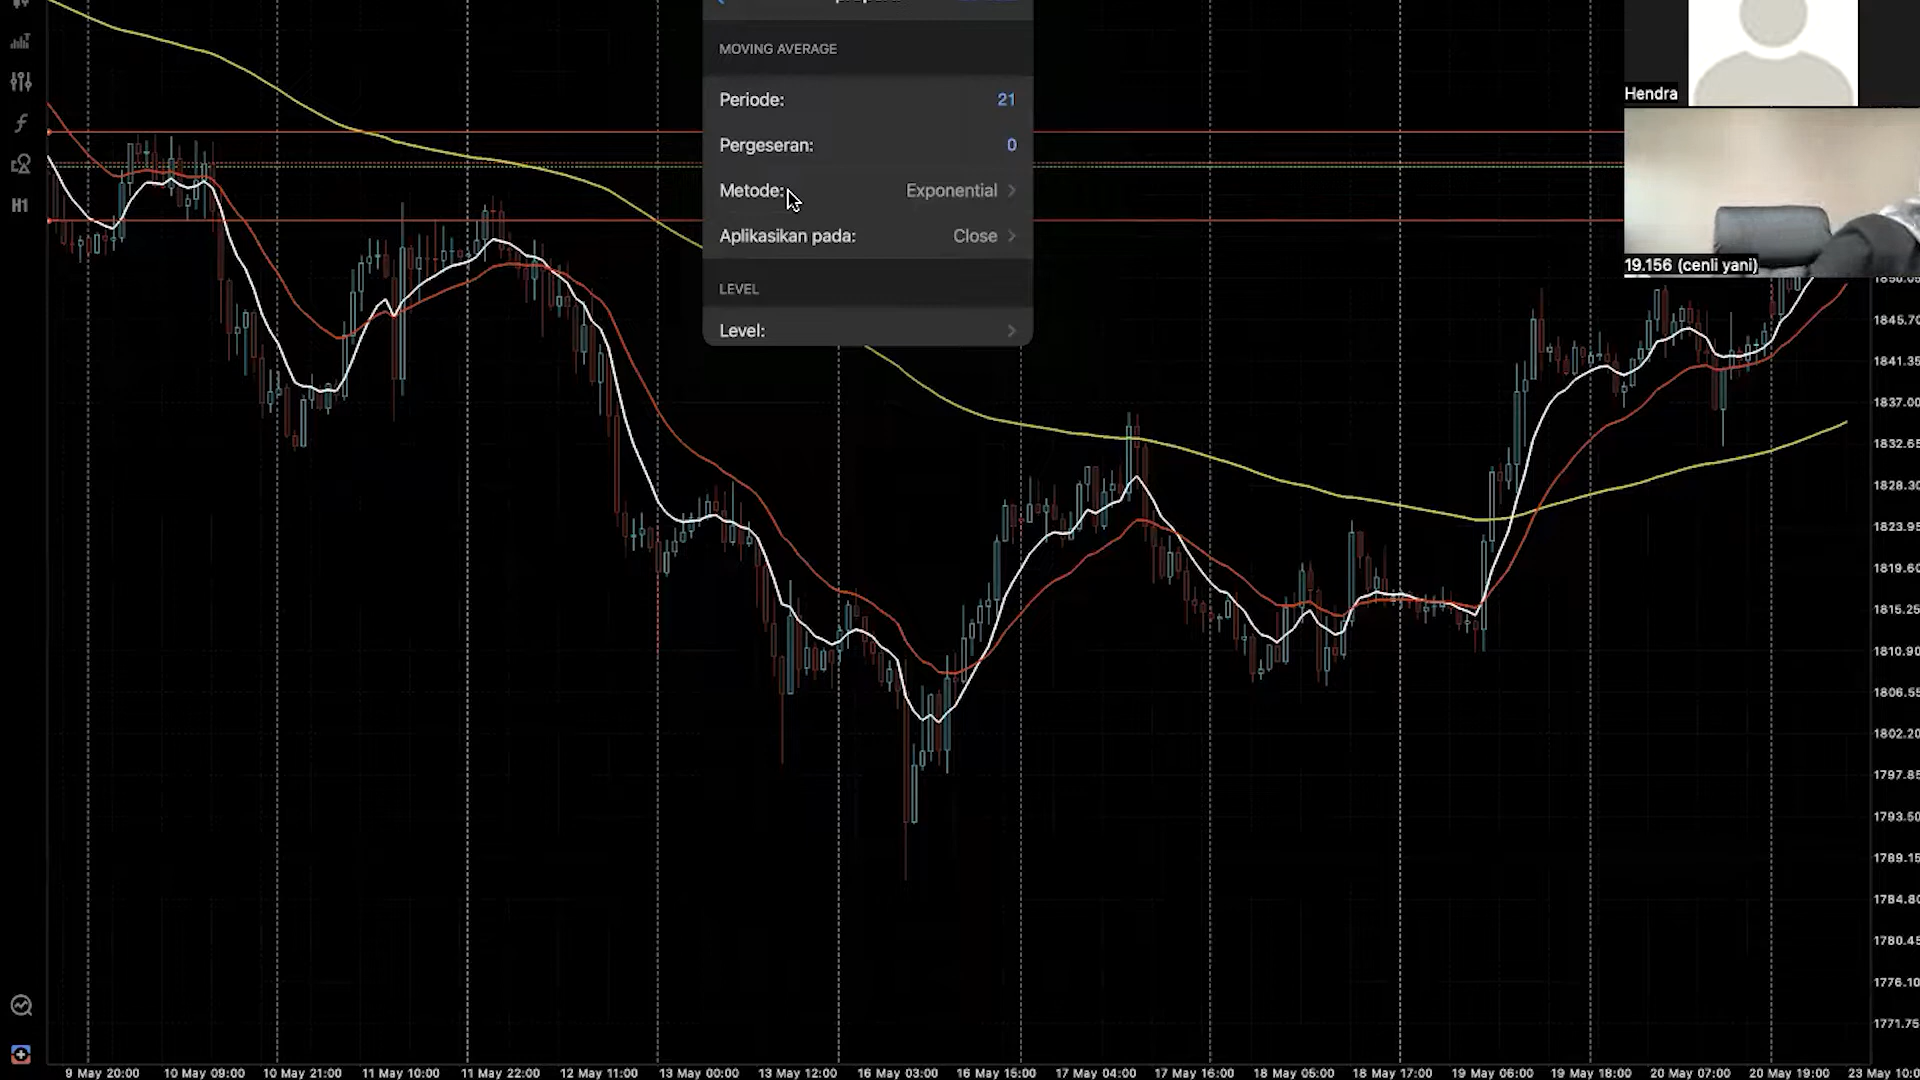 MOVING AVERAGE
Periode: 21
Pergeseran: 0
Metode: Exponential
Aplikasikan pada: Close
LEVEL
Level:
Hendra
19.156 (cenli yani)
H1
1845.70
1841.35
1837.00
1832.65
1828.30
1823.95
1819.60
1815.25
1810.90
1806.55
1802.20
1797.85
1793.50
1789.15
1784.80
1780.45
1776.10
1771.75
9 May 20:00 10 May 09:00 10 May 21:00 11 May 10:00 11 May 22:00 12 May 11:00 13 May 00:00 13 May 12:00 16 May 03:00 16 May 15:00 17 May 04:00 17 May 16:00 18 May 05:00 18 May 17:00 19 May 06:00 19 May 18:00 20 May 07:00 20 May 19:00 23 May 10:0